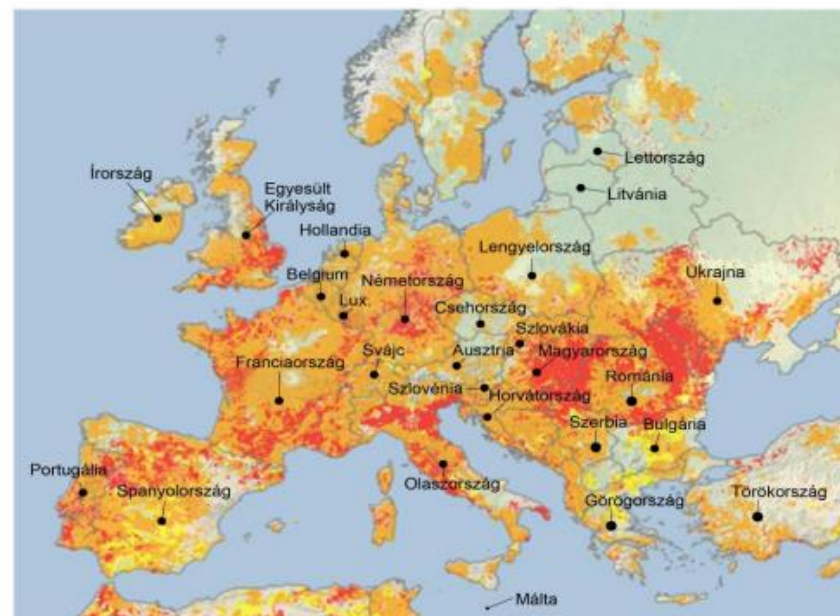 Lettország
Írország
Litvánia
Egyesült
Királyság
Hollandia
Lengyelország
Belgium
Németország
Ukrajna
Lux.
Csehország
Szlovákia
Svájc
Ausztria
Magyarország
Franciaország
Szlovénia
Románia
Horvátország
Szerbia
Bulgária
Portugália
Olaszország
Spanyolország
Görögország
Törökország
Málta